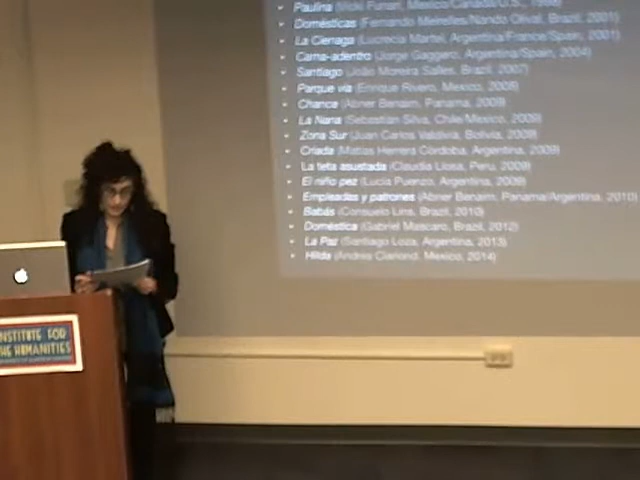 Paulina (Vicki Funari, Mexico/Canada/U.S., 1998)
Domésticas (Fernando Meirelles/Nando Olival, Brazil, 2001)
La Cienaga (Lucrecia Martel, Argentina/France/Spain, 2001)
Cama-adentro (Jorge Gaggero, Argentina/Spain, 2004)
Santiago (João Moreira Salles, Brazil, 2007)
Parque vía (Enrique Rivero, Mexico, 2008)
Chance (Abner Benaim, Panama, 2009)
La Nana (Sebastián Silva, Chile/Mexico, 2009)
Zona Sur (Juan Carlos Valdivia, Bolivia, 2009)
Criada (Matías Herrera Córdoba, Argentina, 2009)
La teta asustada (Claudia Llosa, Peru, 2009)
El niño pez (Lucía Puenzo, Argentina, 2009)
Empleadas y patrones (Abner Benaim, Panama/Argentina, 2010)
Babás (Consuelo Lins, Brazil, 2010)
Doméstica (Gabriel Mascaro, Brazil, 2012)
La Paz (Santiago Loza, Argentina, 2013)
Hilda (Andrés Clariond, Mexico, 2014)
INSTITUTE FOR
THE HUMANITIES